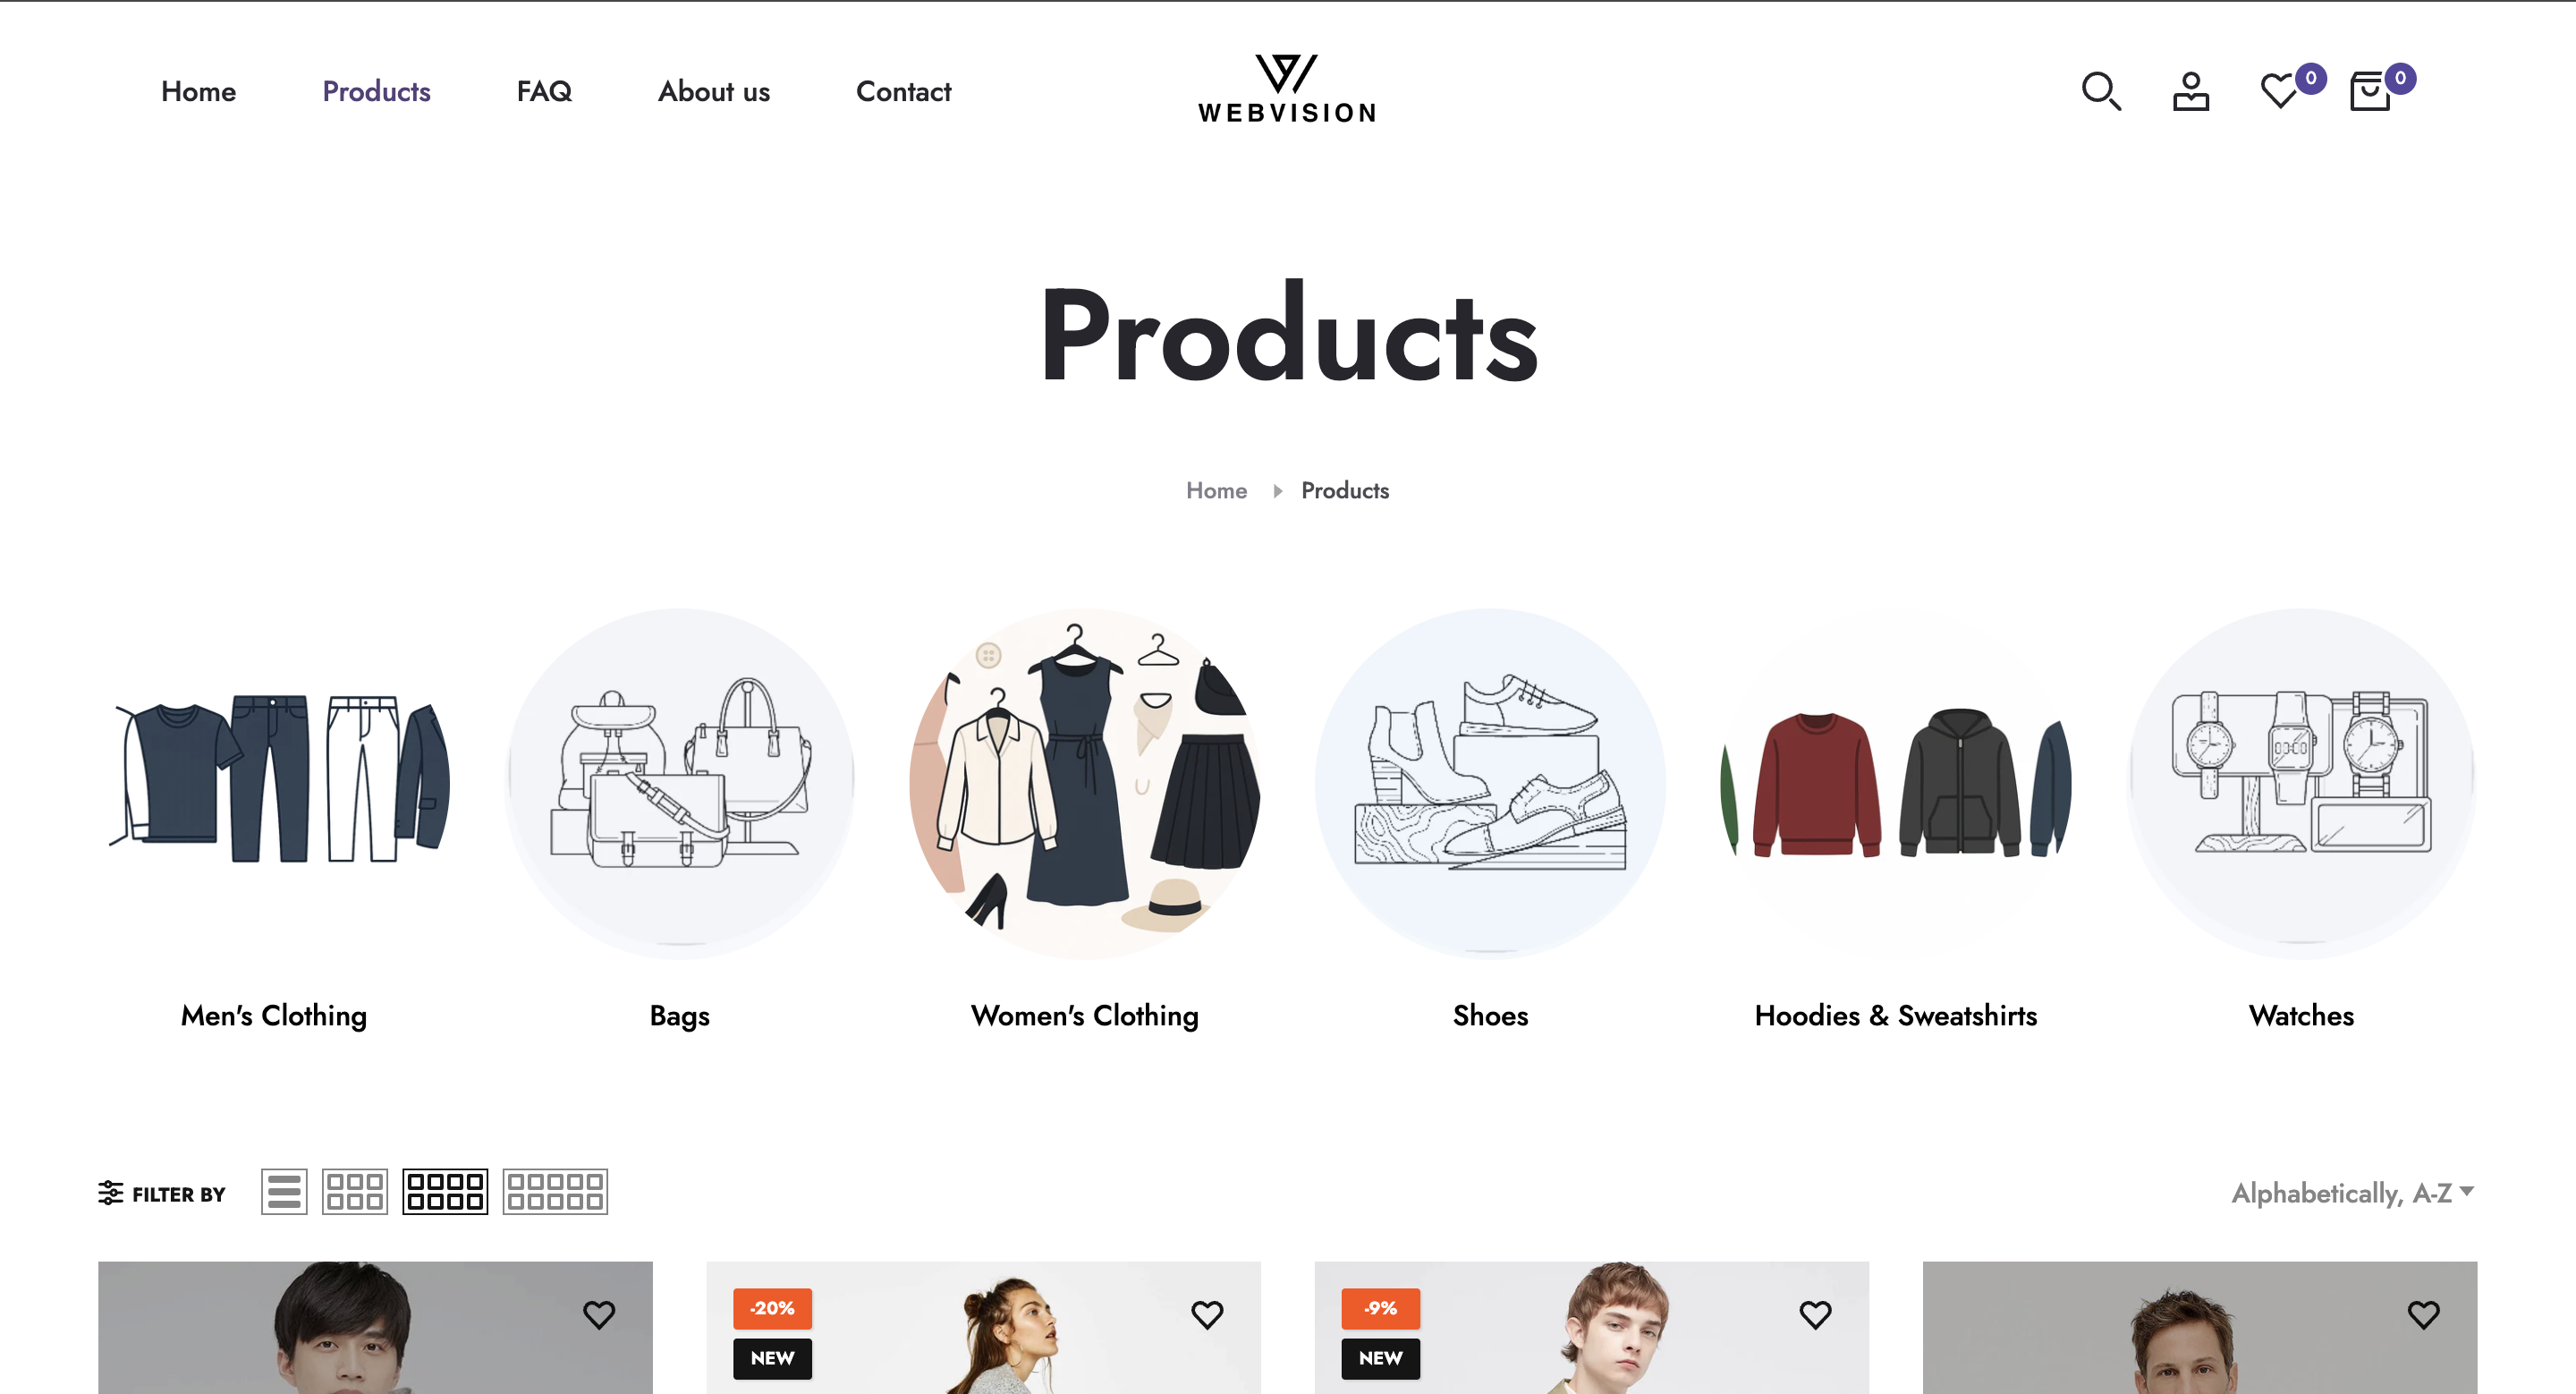 Home Products FAQ About us Contact
WEBVISION
0 0
Products
Home Products
Men's Clothing Bags Women's Clothing Shoes Hoodies & Sweatshirts Watches
FILTER BY
Alphabetically, A-Z
-20%
NEW
-9%
NEW